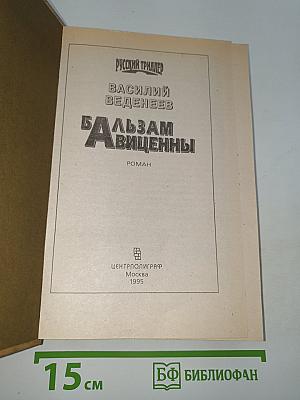 РУССКИЙ ТРИЛЛЕР
ВАСИЛИЙ
ВЕДЕНЕЕВ
БАЛЬЗАМ
АВИЦЕННЫ
РОМАН
ЦЕНТРПОЛИГРАФ
Москва
1995
15 см
БФ БИБЛИОФАН